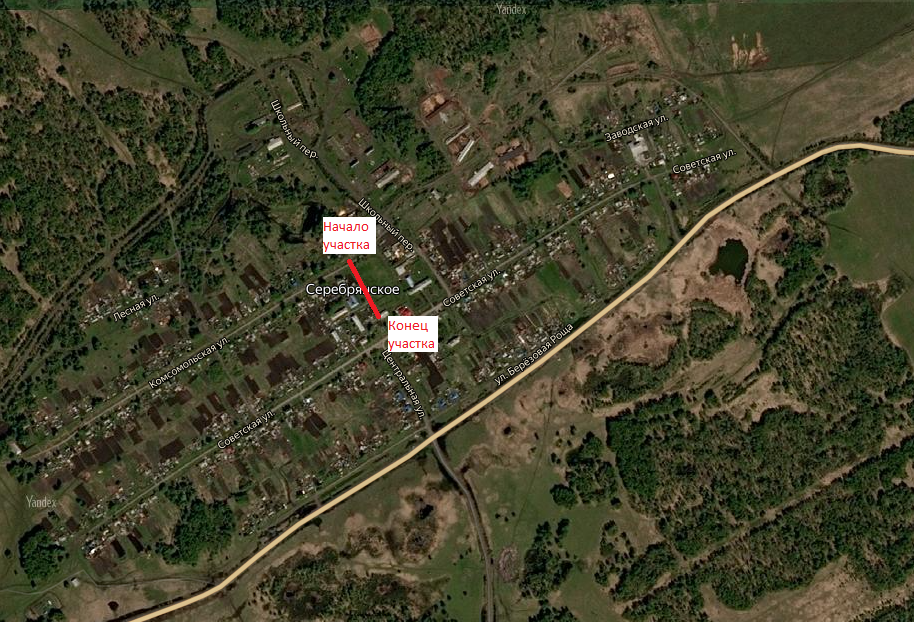 Yandex
Школьный пер.
Заводская ул.
Советская ул.
Школьный пер.
Начало
участка
Советская ул.
Серебрянское
Лесная ул.
Конец
участка
ул. Берёзовая Роща
Комсомольская ул.
Центральная ул.
Советская ул.
Yandex